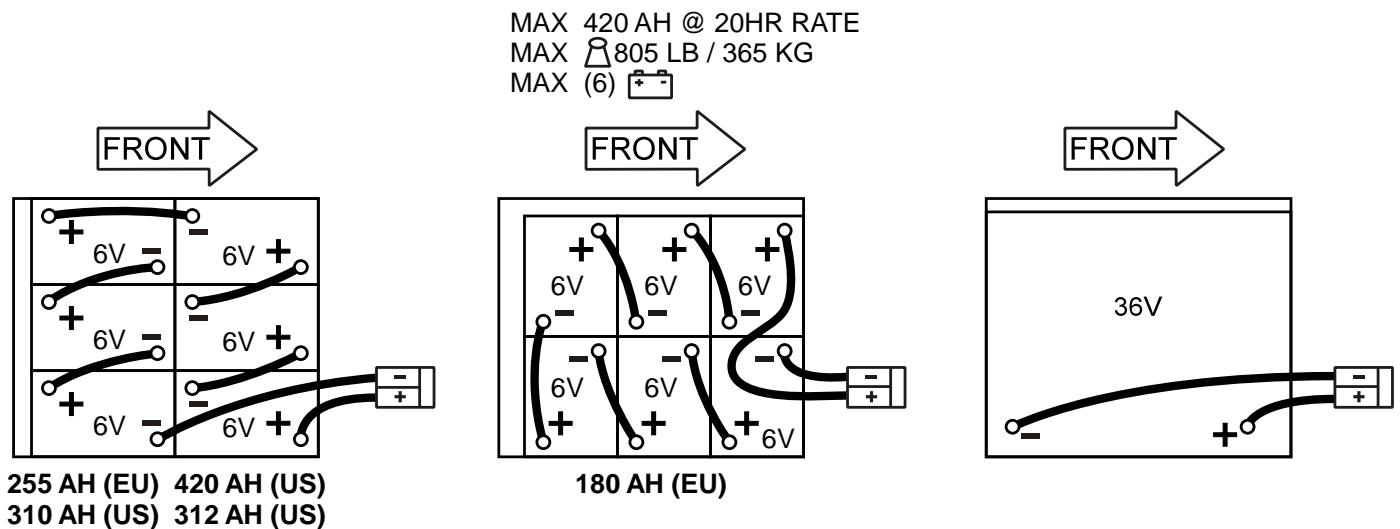 MAX 420 AH @ 20HR RATE
MAX 805 LB / 365 KG
MAX (6) + -
FRONT
+ -
6V - 6V +
+ -
6V - 6V +
+ -
6V - 6V +
-
+
255 AH (EU) 420 AH (US)
310 AH (US) 312 AH (US)
FRONT
+ + +
6V 6V 6V
- - -
- - -
6V 6V
+ + + 6V
-
+
180 AH (EU)
FRONT
36V
- +
-
+